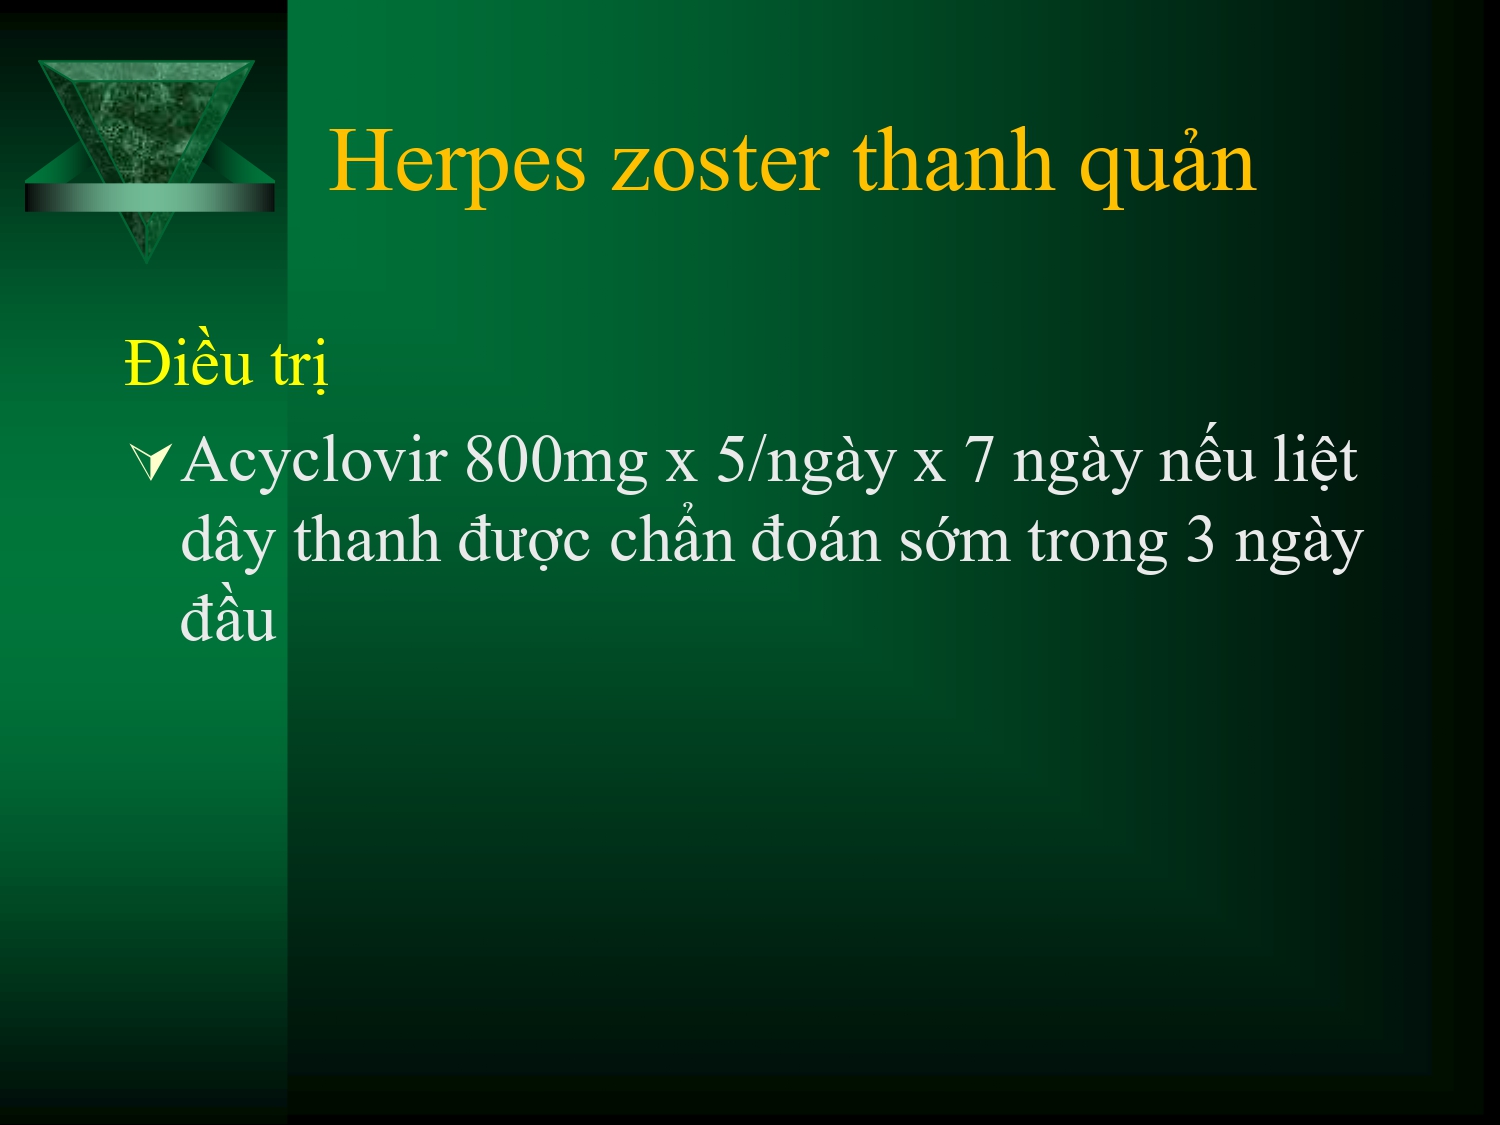 Herpes zoster thanh quản
Điều trị
Acyclovir 800mg x 5/ngày x 7 ngày nếu liệt
dây thanh được chẩn đoán sớm trong 3 ngày
đầu